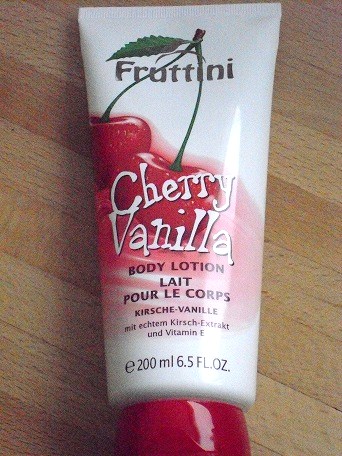 Fruttini
Cherry
Vanilla
BODY LOTION
LAIT
POUR LE CORPS
KIRSCHE-VANILLE
mit echtem Kirsch-Extrakt
und Vitamin E
℮ 200 ml 6.5 FL.OZ.